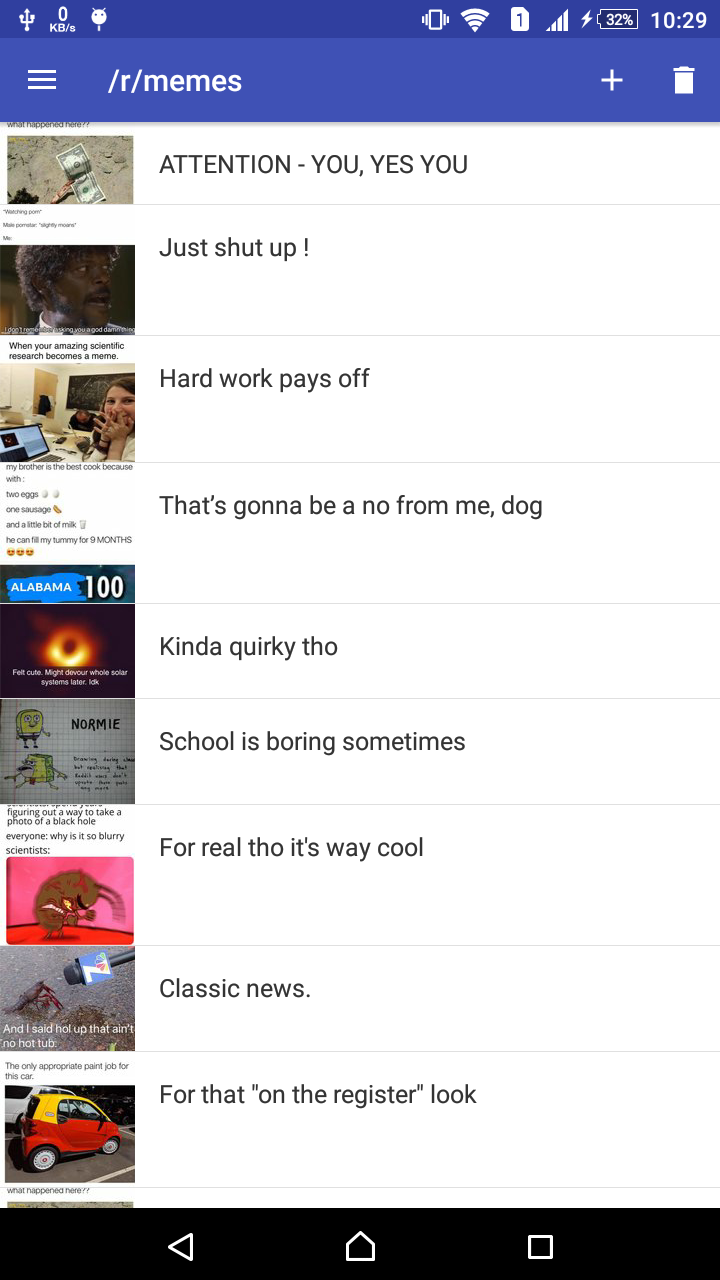 0
KB/s
1
32%
10:29
/r/memes
what happened here??
ATTENTION - YOU, YES YOU
"Watching porn"
Male pornstar: "slightly moans"
Me:
I don't remember asking you a god damn thing
Just shut up !
When your amazing scientific
research becomes a meme.
Hard work pays off
my brother is the best cook because
with :
two eggs 🥚 🥚
one sausage 🌭
and a little bit of milk 🥛
he can fill my tummy for 9 MONTHS
😍😍😍
ALABAMA 100
That’s gonna be a no from me, dog
Felt cute. Might devour whole solar
systems later. Idk
Kinda quirky tho
NORMIE
Drawing during class
but realising that
Reddit users don't
upvote these posts
any more
School is boring sometimes
figuring out a way to take a
photo of a black hole
everyone: why is it so blurry
scientists:
For real tho it's way cool
7
And I said hol up that ain't
no hot tub.
Classic news.
The only appropriate paint job for
this car.
For that "on the register" look
what happened here??